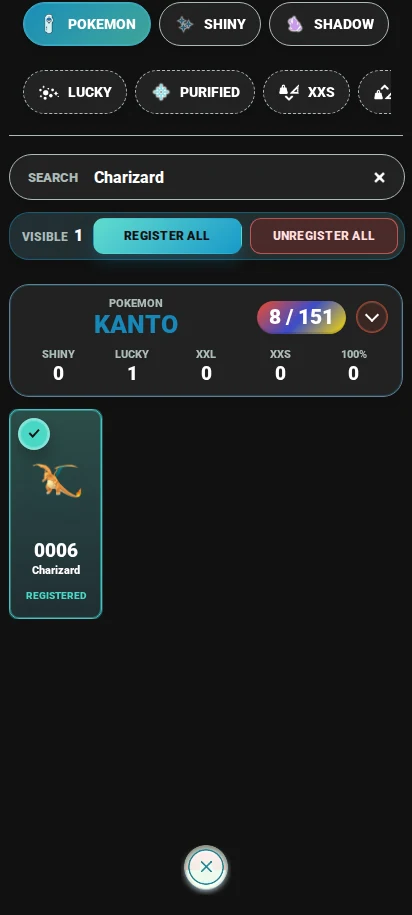 POKEMON SHINY SHADOW
LUCKY PURIFIED XXS
SEARCH Charizard
VISIBLE 1 REGISTER ALL UNREGISTER ALL
POKEMON
KANTO
8 / 151
SHINY LUCKY XXL XXS 100%
0 1 0 0 0
0006
Charizard
REGISTERED